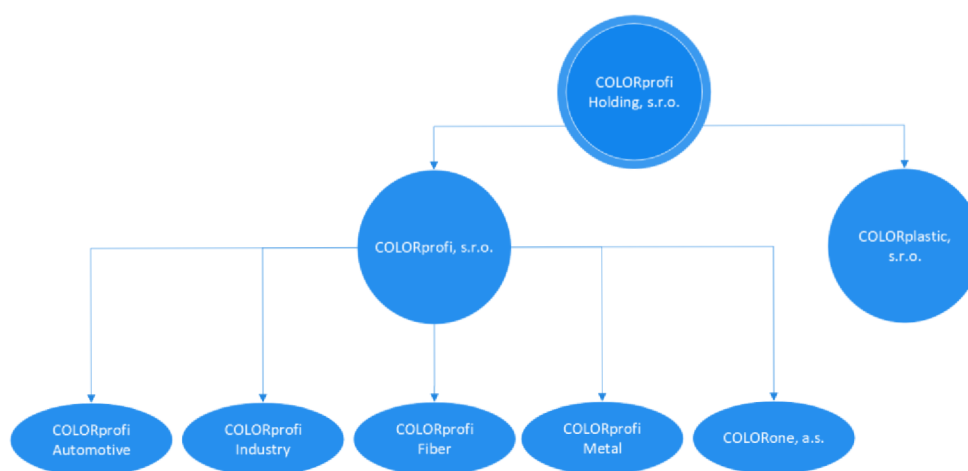 COLORprofi
Holding, s.r.o.
COLORprofi, s.r.o.
COLORplastic,
s.r.o.
COLORprofi
Automotive
COLORprofi
Industry
COLORprofi
Fiber
COLORprofi
Metal
COLORone, a.s.